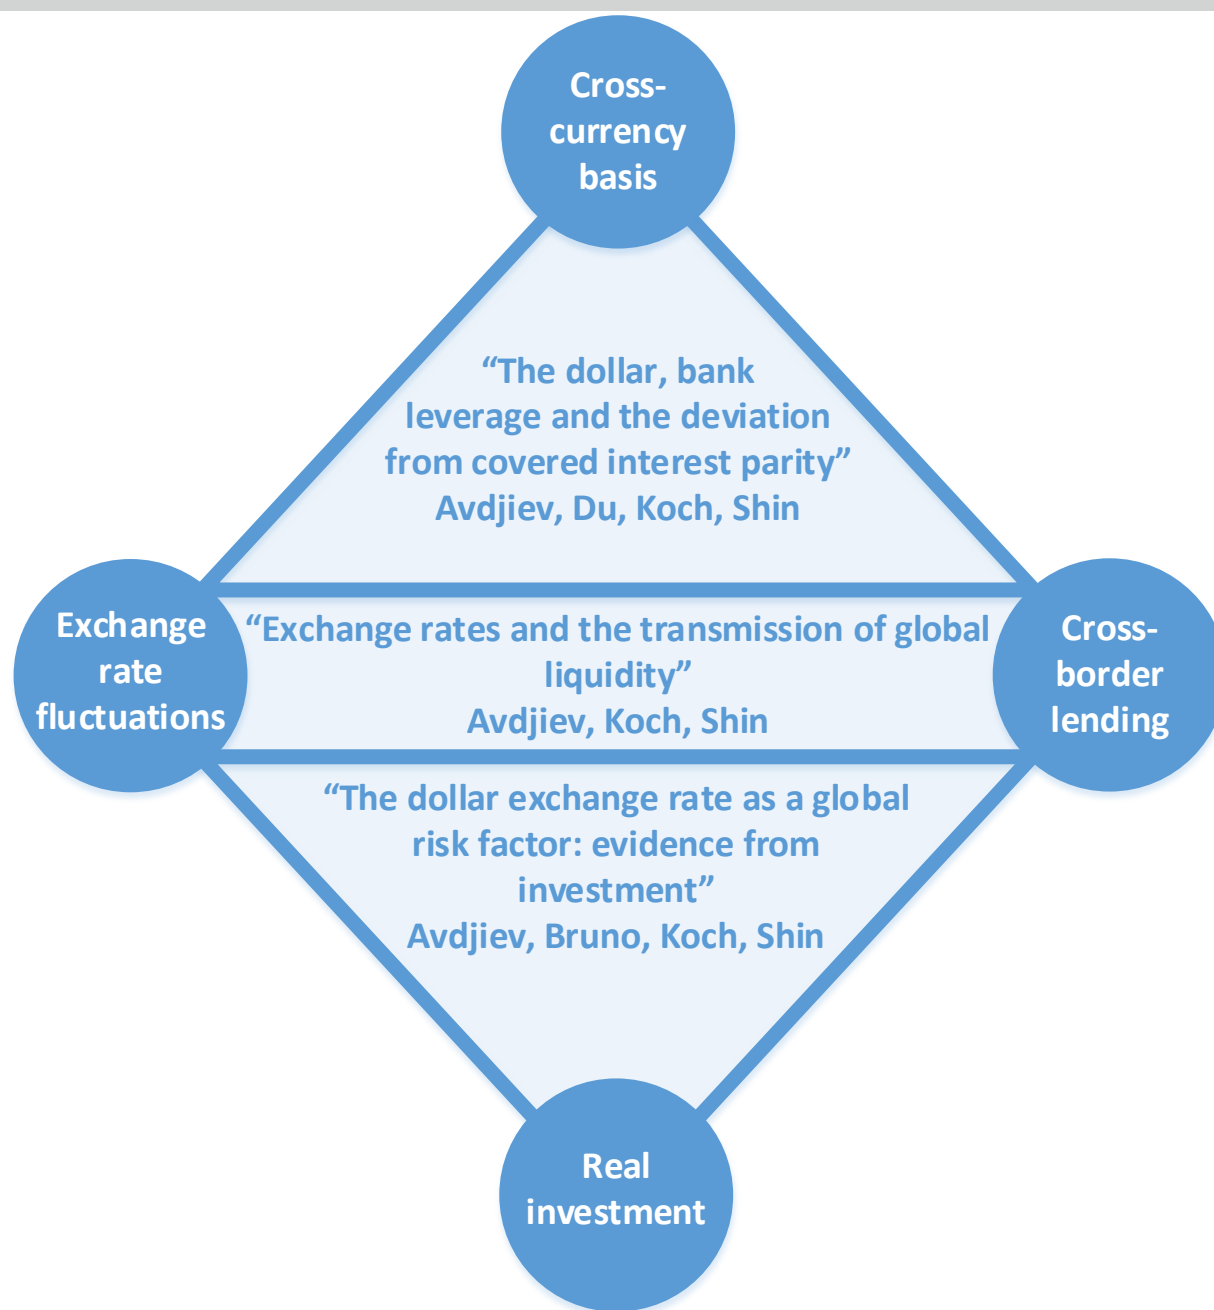 Cross-
currency
basis
“The dollar, bank
leverage and the deviation
from covered interest parity”
Avdjiev, Du, Koch, Shin
Exchange
rate
fluctuations
“Exchange rates and the transmission of global
liquidity”
Avdjiev, Koch, Shin
Cross-
border
lending
“The dollar exchange rate as a global
risk factor: evidence from
investment”
Avdjiev, Bruno, Koch, Shin
Real
investment